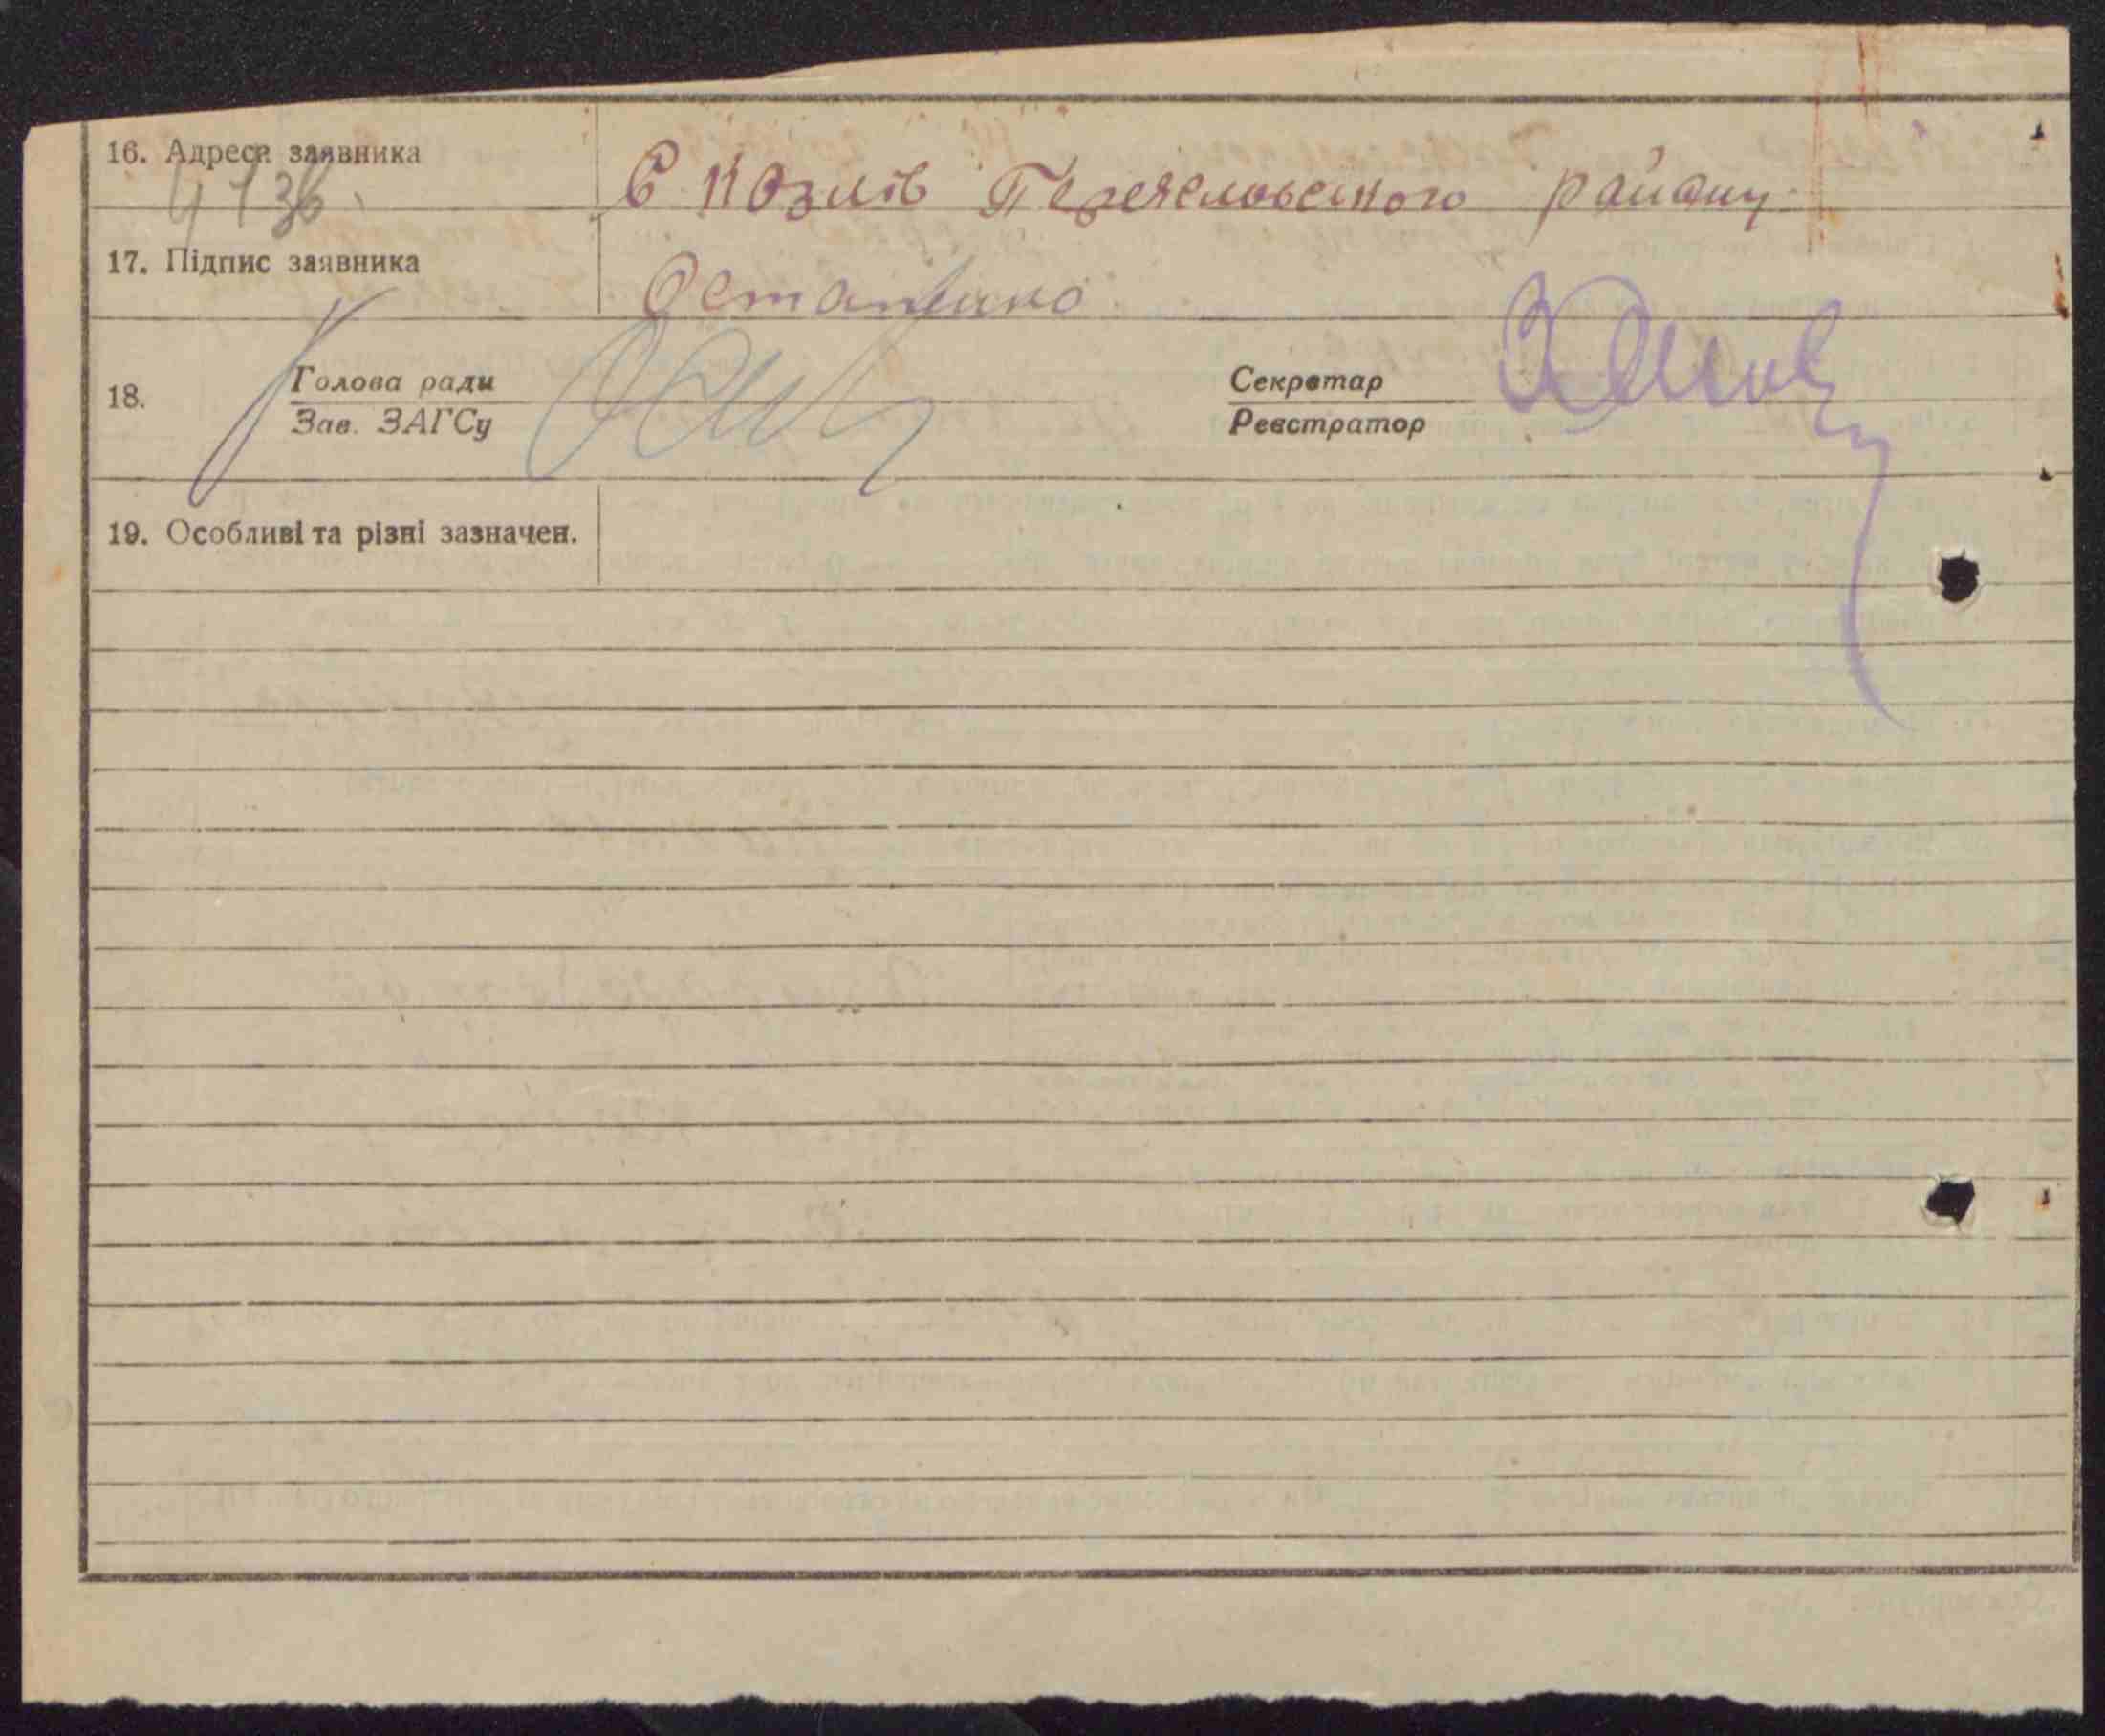 16. Адреса заявника С Козлів Переяславського району
4136
17. Підпис заявника Остапенко
18. Голова ради Секретар
Зав. ЗАГСу Реєстратор
19. Особливі та різні зазначен.